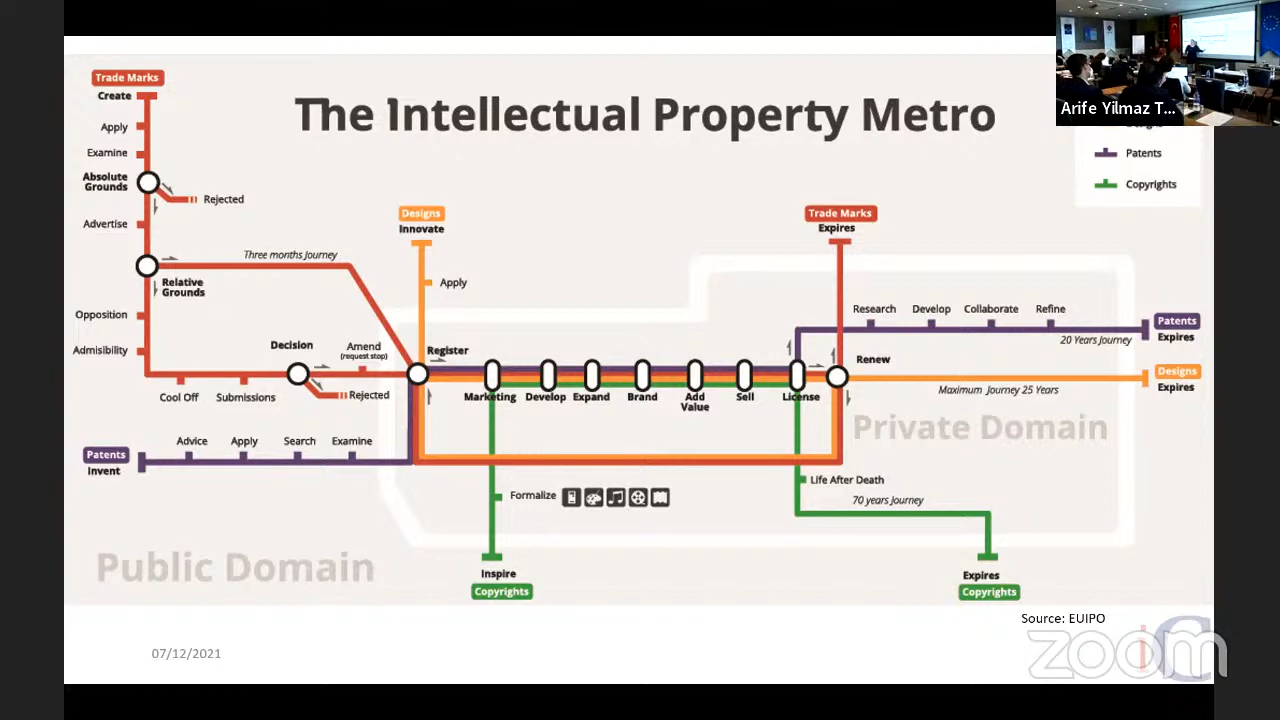 The Intellectual Property Metro
Arife Yilmaz T...
Patents
Copyrights
Trade Marks
Create
Apply
Examine
Absolute
Grounds
Rejected
Advertise
Three months Journey
Relative
Grounds
Opposition
Admisibility
Cool Off
Submissions
Decision
Amend
(request stop)
Rejected
Designs
Innovate
Apply
Register
Patents
Invent
Advice
Apply
Search
Examine
Marketing
Develop
Expand
Brand
Add
Value
Sell
License
Trade Marks
Expires
Renew
Research
Develop
Collaborate
Refine
20 Years Journey
Patents
Expires
Maximum Journey 25 Years
Designs
Expires
Private Domain
Formalize
Inspire
Copyrights
Life After Death
70 years Journey
Expires
Copyrights
Public Domain
Source: EUIPO
07/12/2021
zoom